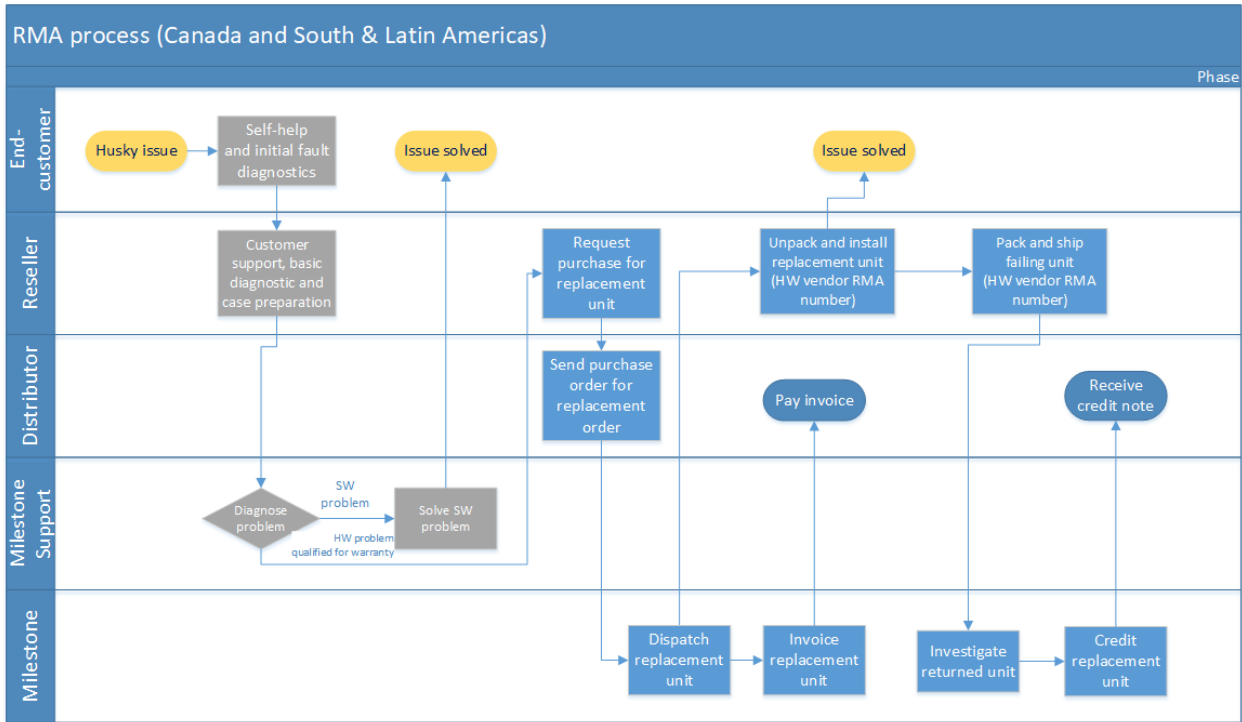 RMA process (Canada and South & Latin Americas)
Phase
End-
customer
Husky issue
Self-help
and initial fault
diagnostics
Issue solved
Issue solved
Reseller
Customer
support, basic
diagnostic and
case preparation
Request
purchase for
replacement
unit
Unpack and install
replacement unit
(HW vendor RMA
number)
Pack and ship
failing unit
(HW vendor RMA
number)
Distributor
Send purchase
order for
replacement
order
Pay invoice
Receive
credit note
Milestone
Support
Diagnose
problem
SW
problem
HW problem
qualified for warranty
Solve SW
problem
Milestone
Dispatch
replacement
unit
Invoice
replacement
unit
Investigate
returned unit
Credit
replacement
unit